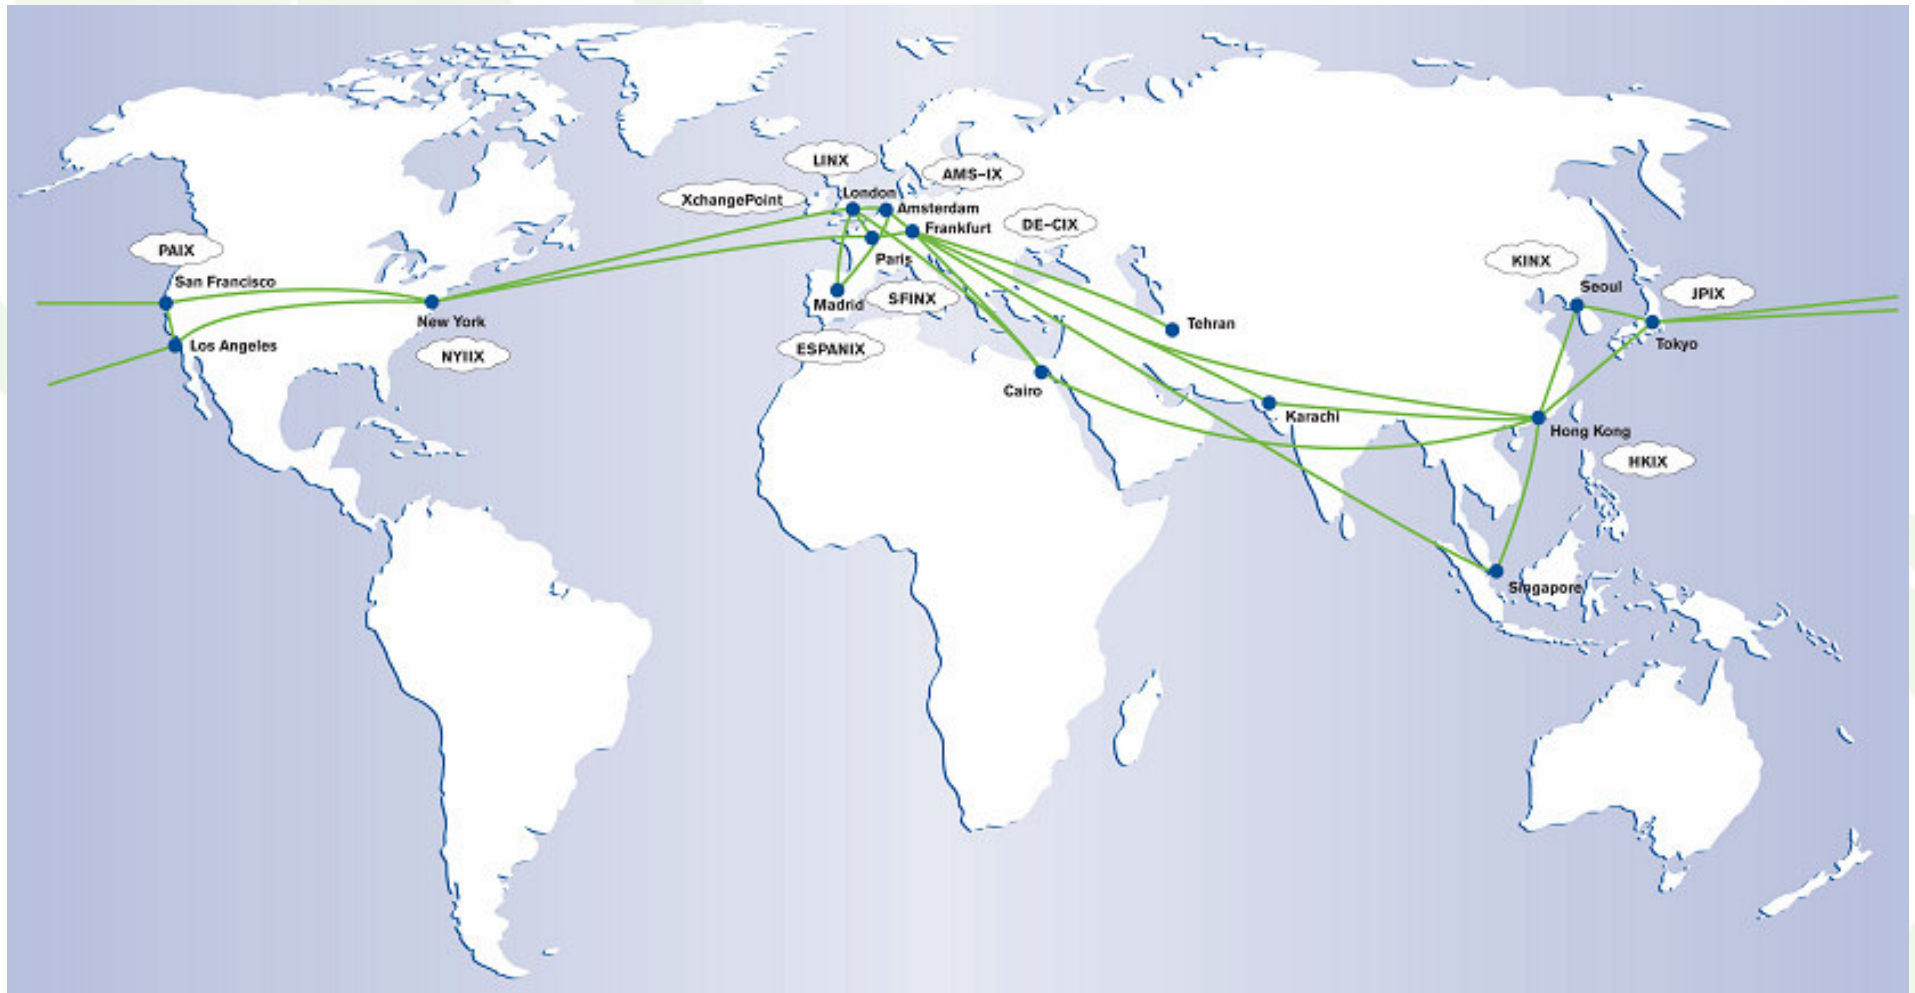 LINX
AMS-IX
XchangePoint
London
Amsterdam
DE-CIX
Frankfurt
PAIX
Paris
KINX
San Francisco
Seoul
JPIX
Madrid
SFINX
New York
Tehran
Los Angeles
NYIIX
ESPANIX
Tokyo
Cairo
Karachi
Hong Kong
HKIX
Singapore